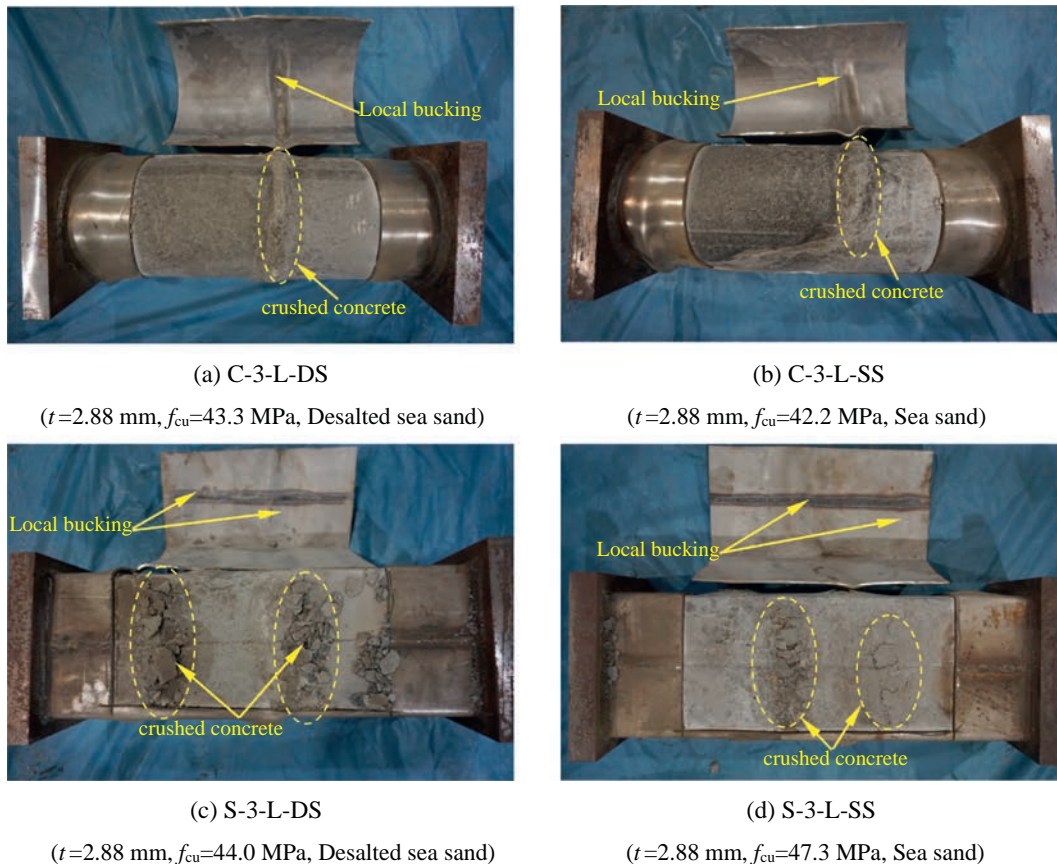 Local bucking
crushed concrete
Local bucking
crushed concrete
(a) C-3-L-DS
(b) C-3-L-SS
(t=2.88 mm, fcu=43.3 MPa, Desalted sea sand)
(t=2.88 mm, fcu=42.2 MPa, Sea sand)
Local bucking
crushed concrete
Local bucking
crushed concrete
(c) S-3-L-DS
(d) S-3-L-SS
(t=2.88 mm, fcu=44.0 MPa, Desalted sea sand)
(t=2.88 mm, fcu=47.3 MPa, Sea sand)